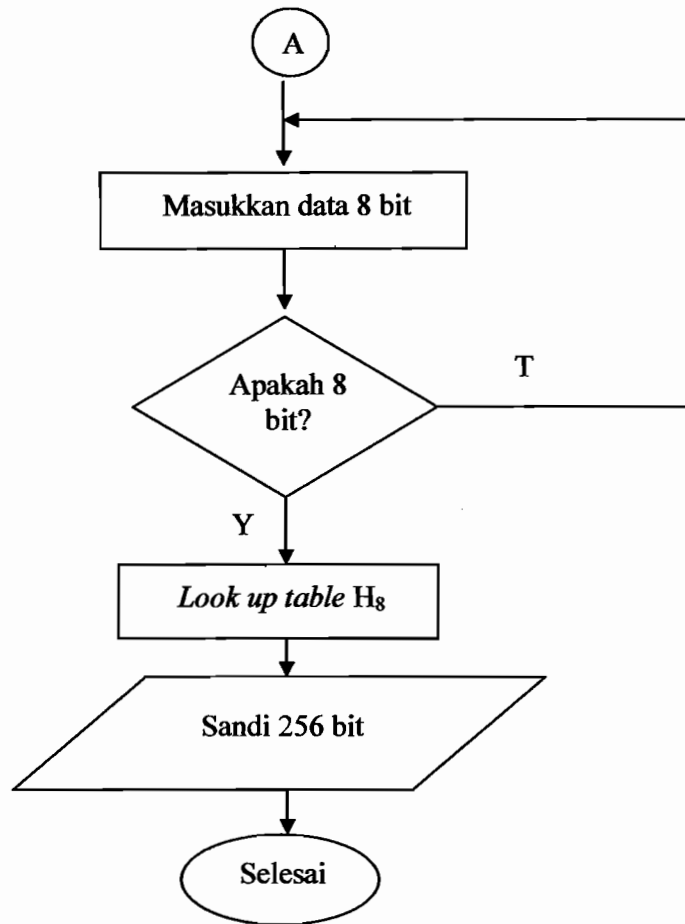 A
Masukkan data 8 bit
Apakah 8
bit?
T
Y
Look up table H₈
Sandi 256 bit
Selesai